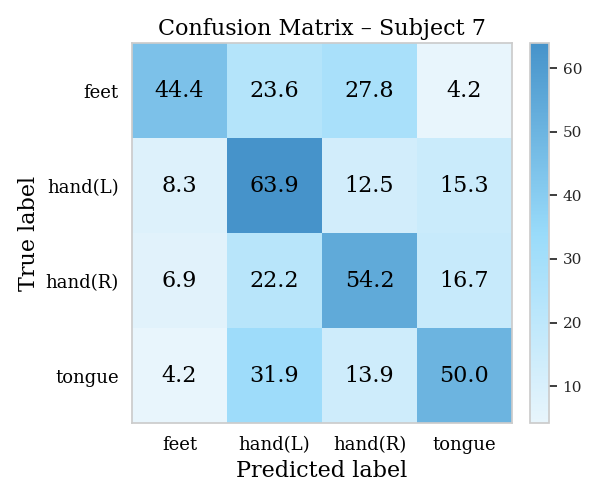 Confusion Matrix – Subject 7
True label
feet 44.4 23.6 27.8 4.2
hand(L) 8.3 63.9 12.5 15.3
hand(R) 6.9 22.2 54.2 16.7
tongue 4.2 31.9 13.9 50.0
feet hand(L) hand(R) tongue
Predicted label
60
50
40
30
20
10